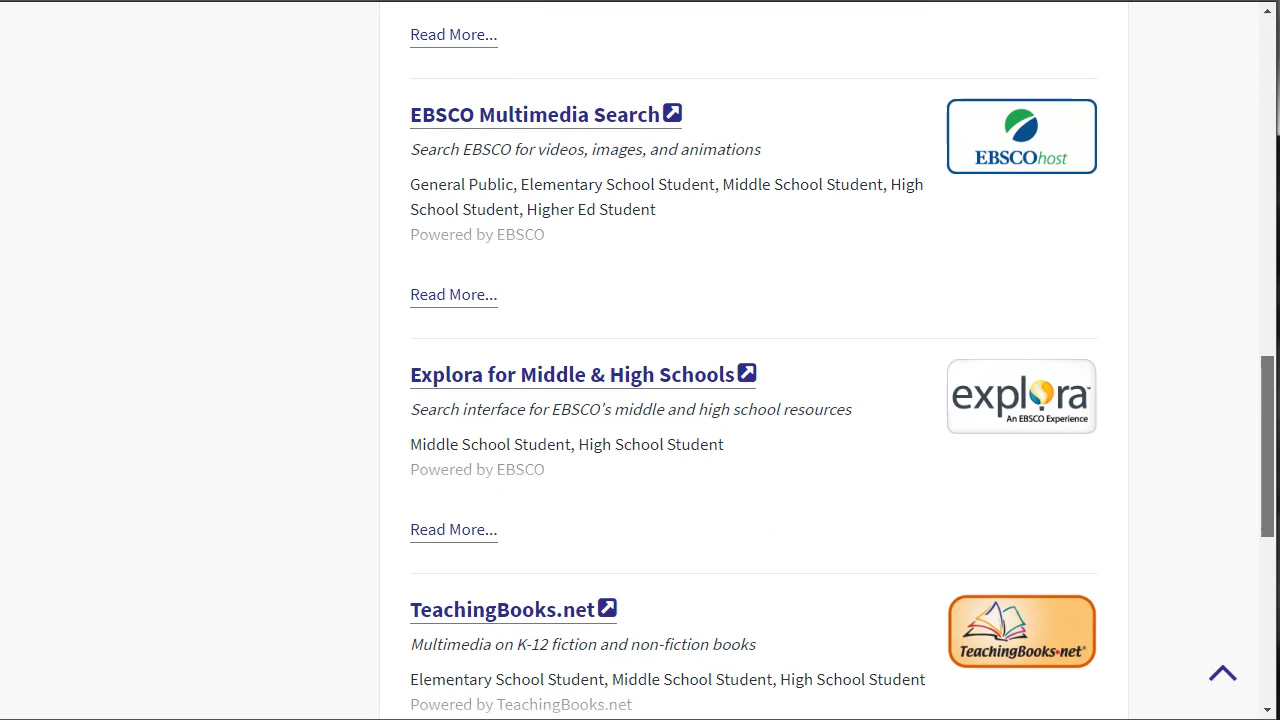 Read More...
EBSCO Multimedia Search
Search EBSCO for videos, images, and animations
General Public, Elementary School Student, Middle School Student, High
School Student, Higher Ed Student
Powered by EBSCO
Read More...
EBSCOhost
Explora for Middle & High Schools
Search interface for EBSCO's middle and high school resources
Middle School Student, High School Student
Powered by EBSCO
Read More...
explora
An EBSCO Experience
TeachingBooks.net
Multimedia on K-12 fiction and non-fiction books
Elementary School Student, Middle School Student, High School Student
Powered by TeachingBooks.net
TeachingBooks•net®